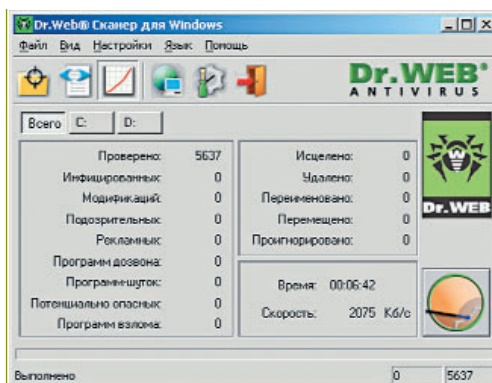 Dr.Web® Сканер для Windows
Файл Вид Настройки Язык Помощь
Dr.WEB®
ANTIVIRUS
Всего C: D:
Проверено: 5637
Инфицированных: 0
Модификаций: 0
Подозрительных: 0
Рекламных: 0
Программ дозвона: 0
Программ-шуток: 0
Потенциально опасных: 0
Программ взлома: 0
Исцелено: 0
Удалено: 0
Переименовано: 0
Перемещено: 0
Проигнорировано: 0
Время: 00:06:42
Скорость: 2075 Кб/с
Dr.WEB
Выполнено 0 5637